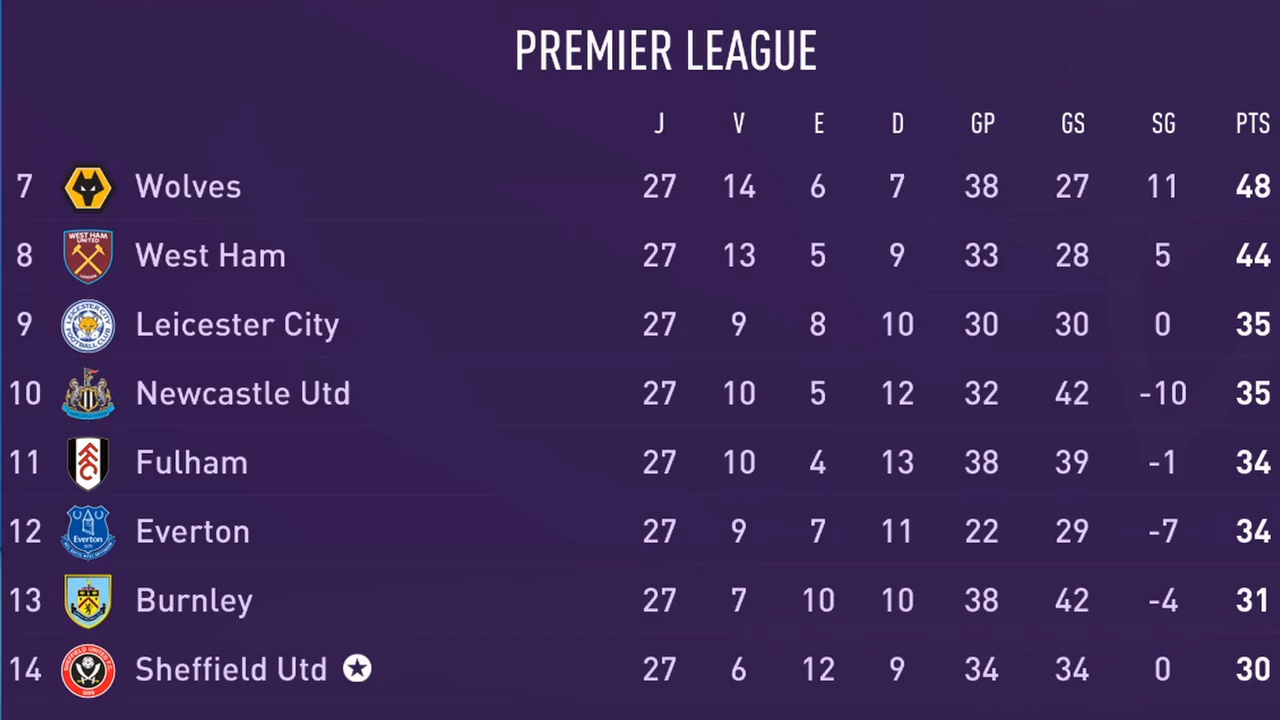 PREMIER LEAGUE
J V E D GP GS SG PTS
7 Wolves 27 14 6 7 38 27 11 48
8 West Ham 27 13 5 9 33 28 5 44
9 Leicester City 27 9 8 10 30 30 0 35
10 Newcastle Utd 27 10 5 12 32 42 -10 35
11 Fulham 27 10 4 13 38 39 -1 34
12 Everton 27 9 7 11 22 29 -7 34
13 Burnley 27 7 10 10 38 42 -4 31
14 Sheffield Utd 27 6 12 9 34 34 0 30